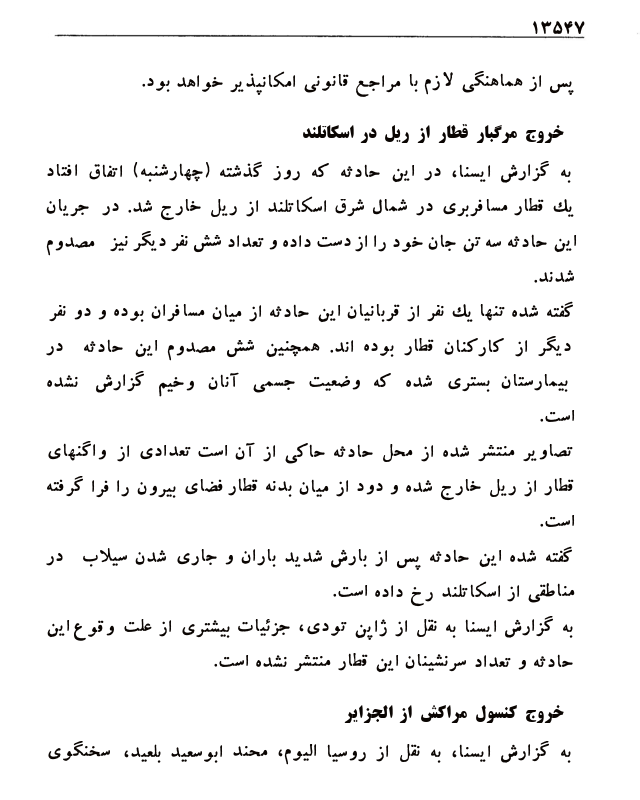 ۱۳۵۴۷
پس از هماهنگی لازم با مراجع قانونی امکانپذیر خواهد بود.
خروج مرگبار قطار از ریل در اسکاتلند
به گزارش ایسنا، در این حادثه که روز گذشته (چهارشنبه) اتفاق افتاد
یك قطار مسافربری در شمال شرق اسکاتلند از ریل خارج شد. در جریان
این حادثه سه تن جان خود را از دست داده و تعداد شش نفر دیگر نیز مصدوم
شدند.
گفته شده تنها یك نفر از قربانیان این حادثه از میان مسافران بوده و دو نفر
دیگر از کارکنان قطار بوده اند. همچنین شش مصدوم این حادثه در
بیمارستان بستری شده که وضعیت جسمی آنان وخیم گزارش نشده
است.
تصاویر منتشر شده از محل حادثه حاکی از آن است تعدادی از واگنهای
قطار از ریل خارج شده و دود از میان بدنه قطار فضای بیرون را فرا گرفته
است.
گفته شده این حادثه پس از بارش شدید باران و جاری شدن سیلاب در
مناطقی از اسکاتلند رخ داده است.
به گزارش ایسنا به نقل از ژاپن تودی، جزئیات بیشتری از علت وقوع این
حادثه و تعداد سرنشینان این قطار منتشر نشده است.
خروج کنسول مراکش از الجزایر
به گزارش ایسنا، به نقل از روسیا الیوم، محند ابوسعید بلعید، سخنگوی